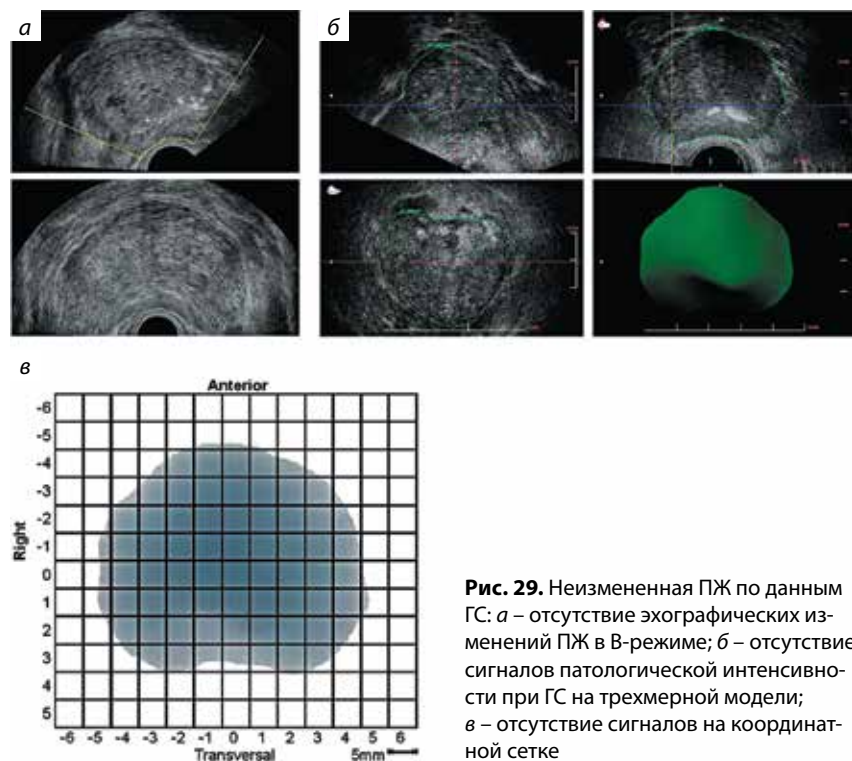 а
б
в
Anterior
-6
-5
-4
-3
-2
-1
0
1
2
3
4
5
Right
-6 -5 -4 -3 -2 -1 0 1 2 3 4 5 6
Transversal
5mm
Рис. 29. Неизмененная ПЖ по данным
ГС: а – отсутствие эхографических из-
менений ПЖ в В-режиме; б – отсутствие
сигналов патологической интенсивно-
сти при ГС на трехмерной модели;
в – отсутствие сигналов на координат-
ной сетке